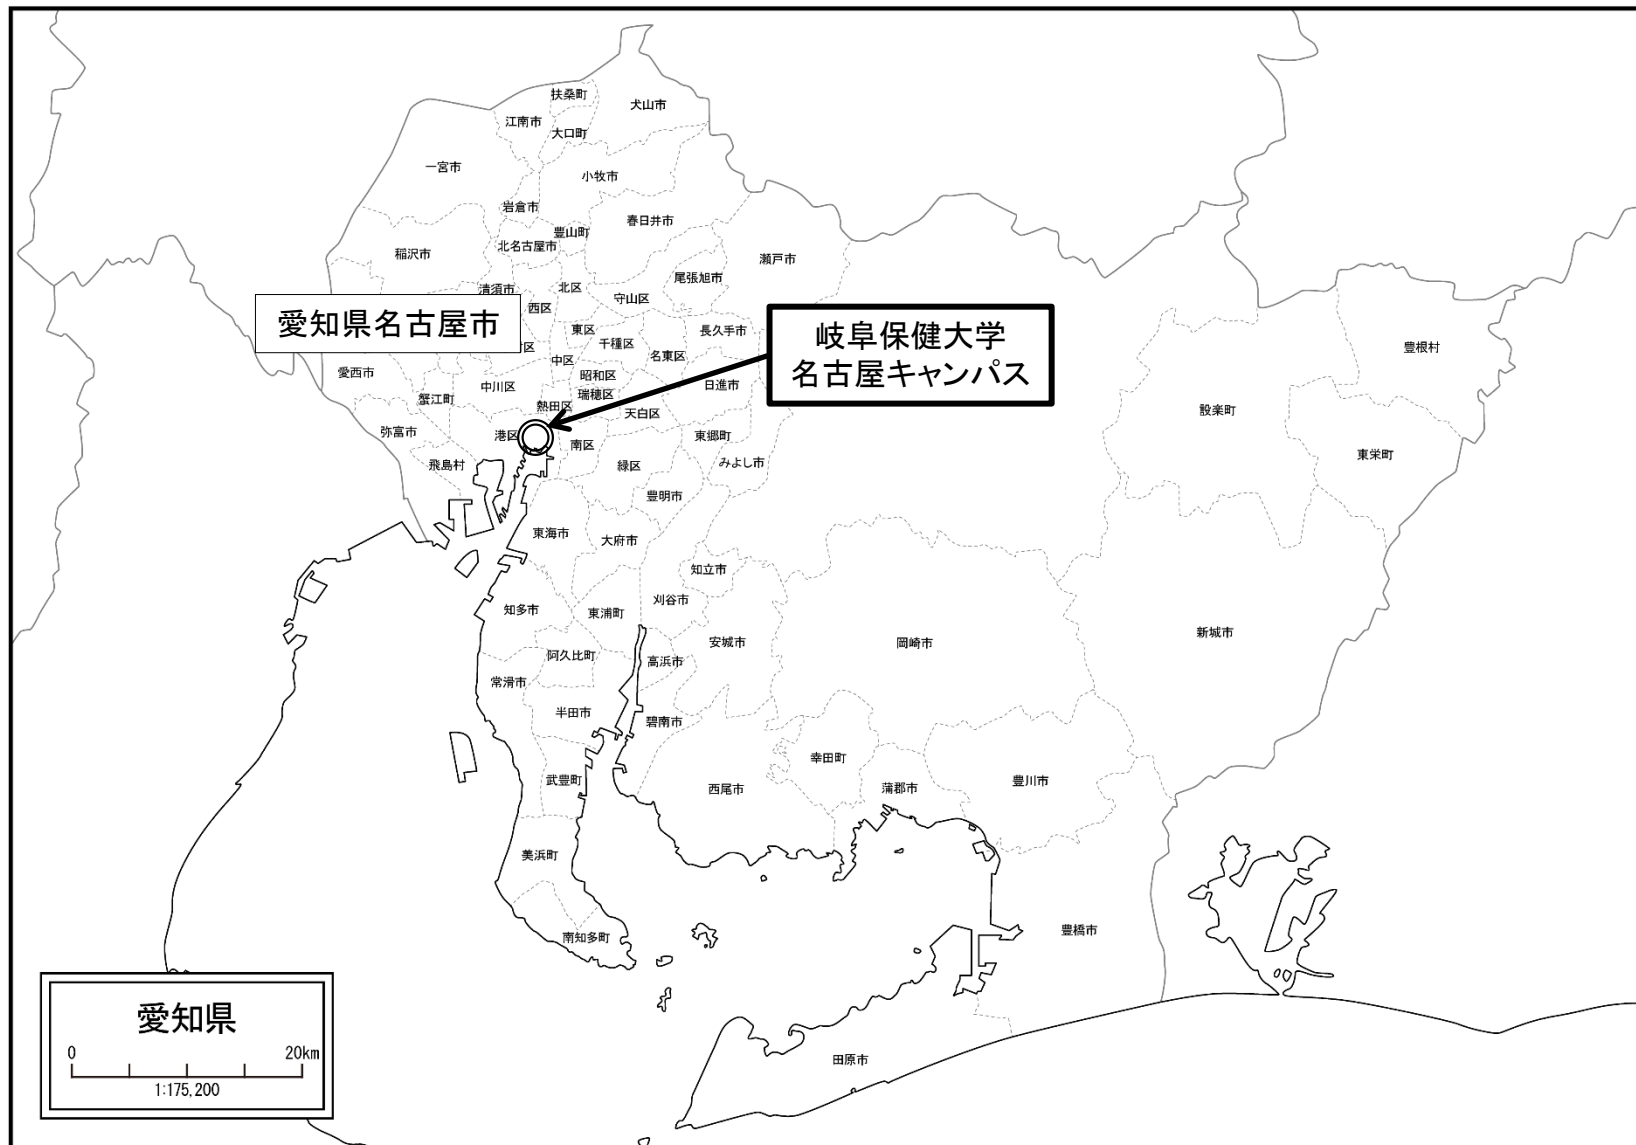 扶桑町
犬山市
江南市
大口町
一宮市
小牧市
岩倉市
春日井市
豊山町
北名古屋市
稲沢市
瀬戸市
尾張旭市
北区
清須市
守山区
西区
愛知県名古屋市
東区
長久手市
岐阜保健大学
名古屋キャンパス
千種区
区
豊根村
名東区
中区
愛西市
昭和区
日進市
中川区
瑞穂区
蟹江町
熱田区
設楽町
天白区
弥富市
港区
東郷町
南区
東栄町
みよし市
飛島村
緑区
豊明市
東海市
大府市
知立市
刈谷市
知多市
東浦町
新城市
安城市
岡崎市
阿久比町
高浜市
常滑市
半田市
碧南市
幸田町
武豊町
豊川市
西尾市
蒲郡市
美浜町
豊橋市
南知多町
愛知県
0 20km
1:175,200
田原市